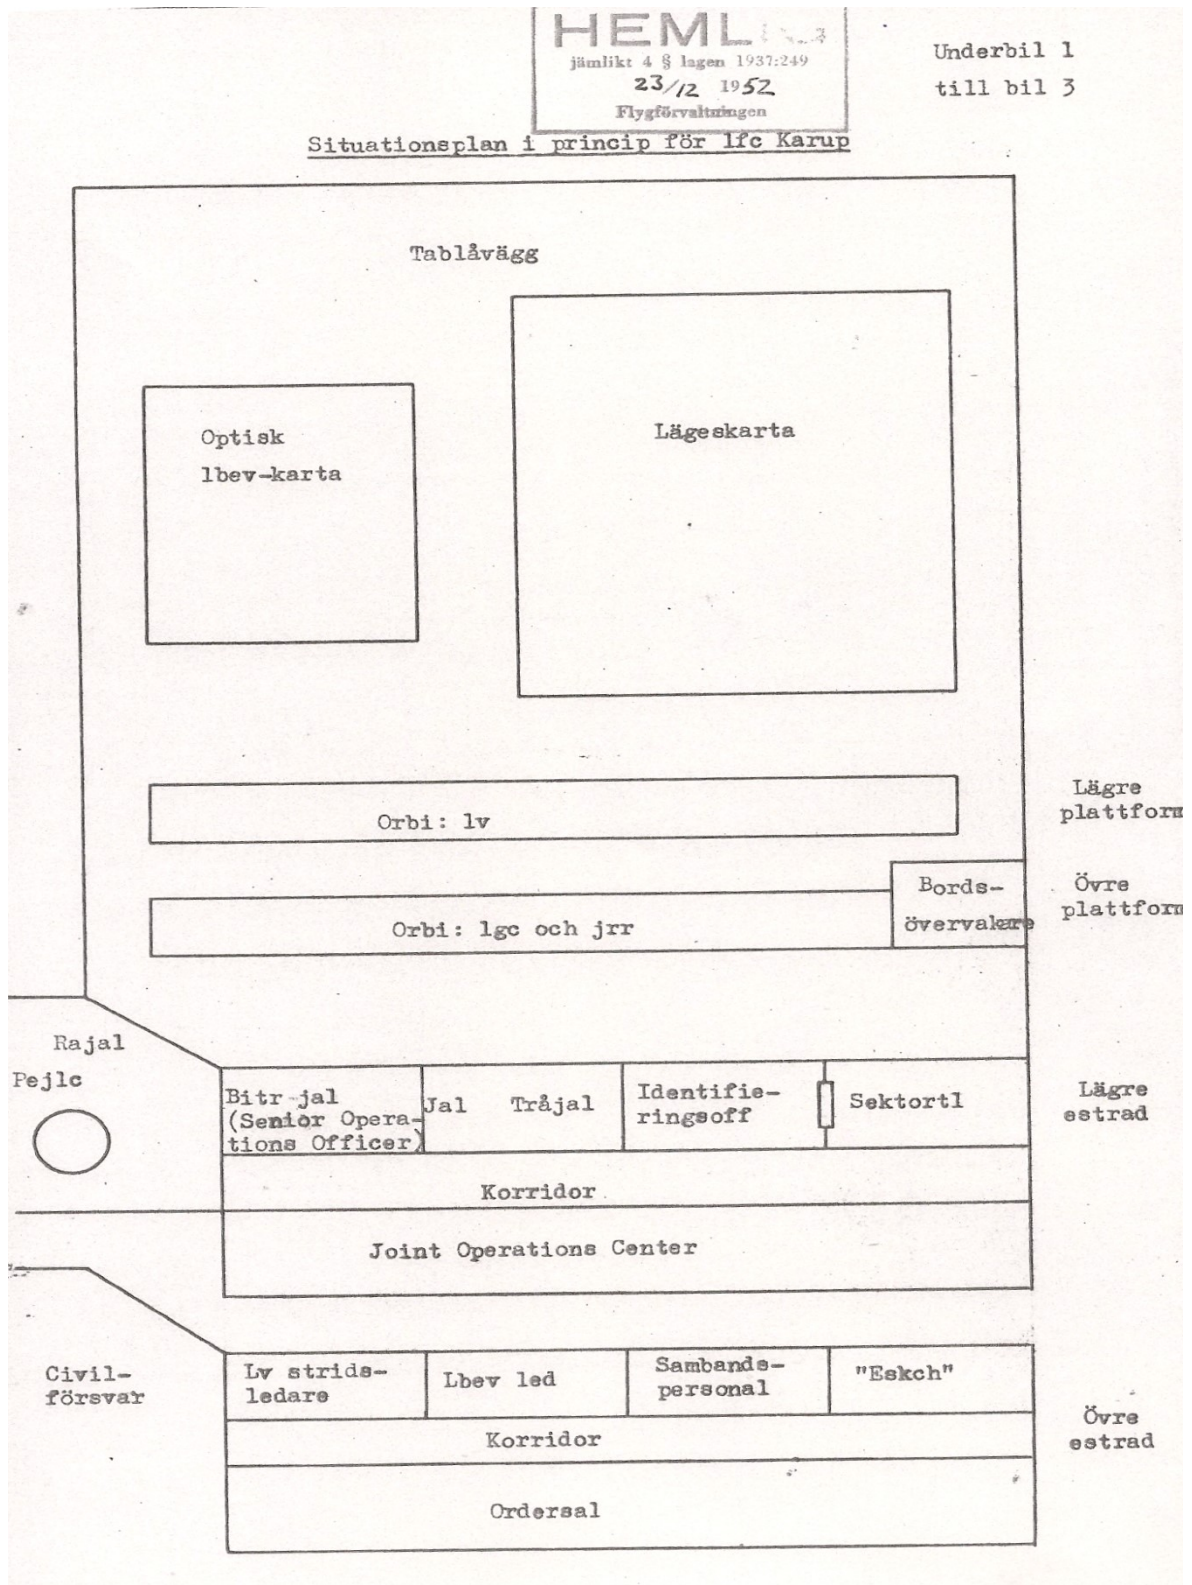 HEML
jämlikt 4 § lagen 1937:249
23/12 1952
Flygförvaltningen
Underbil 1
till bil 3
Situationsplan i princip för lfc Karup
Tablåvägg
Optisk
lbev-karta
Lägeskarta
Lägre
plattform
Orbi: lv
Övre
plattform
Bords-
övervakare
Orbi: lgc och jrr
Rajal
Pejlc
Bitr-jal
(Senior Opera-
tions Officer)
Jal Tråjal
Identifie-
ringsoff
Sektortl
Lägre
estrad
Korridor
Joint Operations Center
Civil-
försvar
Lv strids-
ledare
Lbev led
Sambands-
personal
"Eskch"
Övre
estrad
Korridor
Ordersal